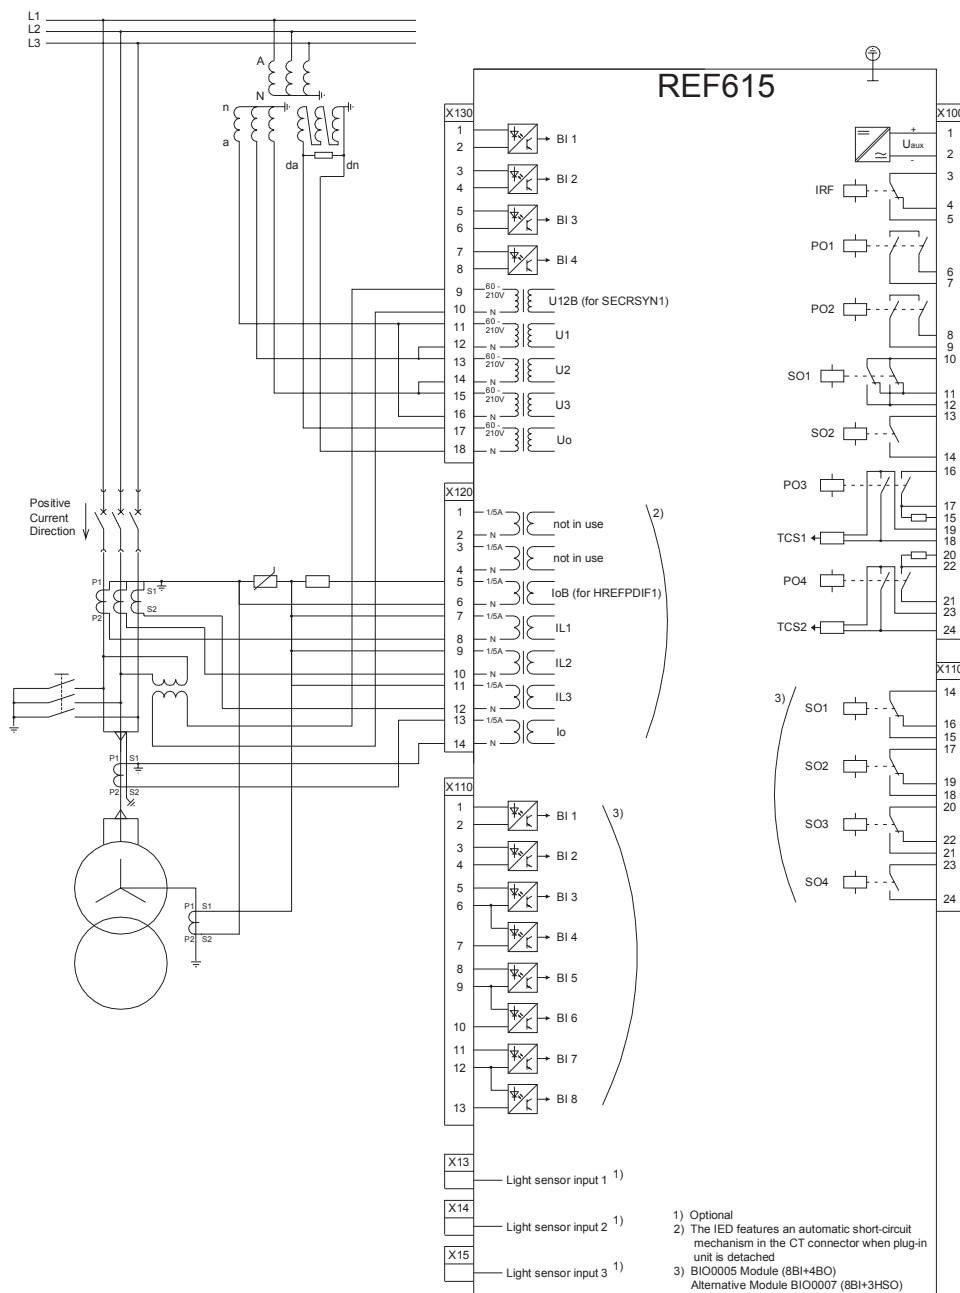 L1
L2
L3
A
N
n
a
da
dn
REF615
X130
1
2
BI 1
3
4
BI 2
5
6
BI 3
7
8
BI 4
9
60 -
210V
10
N
U12B (for SECRSYN1)
11
60 -
210V
12
N
U1
13
60 -
210V
14
N
U2
15
60 -
210V
16
N
U3
17
60 -
210V
18
N
Uo
Positive
Current
Direction
X120
1
1/5A
2
N
not in use
2)
3
1/5A
4
N
not in use
5
1/5A
6
N
IoB (for HREFPDIF1)
7
1/5A
8
N
IL1
9
1/5A
10
N
IL2
11
1/5A
12
N
IL3
13
1/5A
14
N
Io
P1
S1
S2
P2
P1
S1
P2
S2
P1
S1
P2
S2
X110
1
2
BI 1
3)
3
4
BI 2
5
6
BI 3
BI 4
7
8
9
BI 5
BI 6
10
11
12
BI 7
BI 8
13
X13
Light sensor input 1 1)
X14
Light sensor input 2 1)
X15
Light sensor input 3 1)
X100
+
Uaux
-
1
2
IRF
3
4
5
PO1
6
7
PO2
8
9
SO1
10
11
12
SO2
13
14
PO3
16
17
15
19
18
TCS1
PO4
20
22
21
23
24
TCS2
X110
3)
SO1
14
16
15
SO2
17
19
18
SO3
20
22
21
SO4
23
24
1) Optional
2) The IED features an automatic short-circuit
mechanism in the CT connector when plug-in
unit is detached
3) BIO0005 Module (8BI+4BO)
Alternative Module BIO0007 (8BI+3HSO)